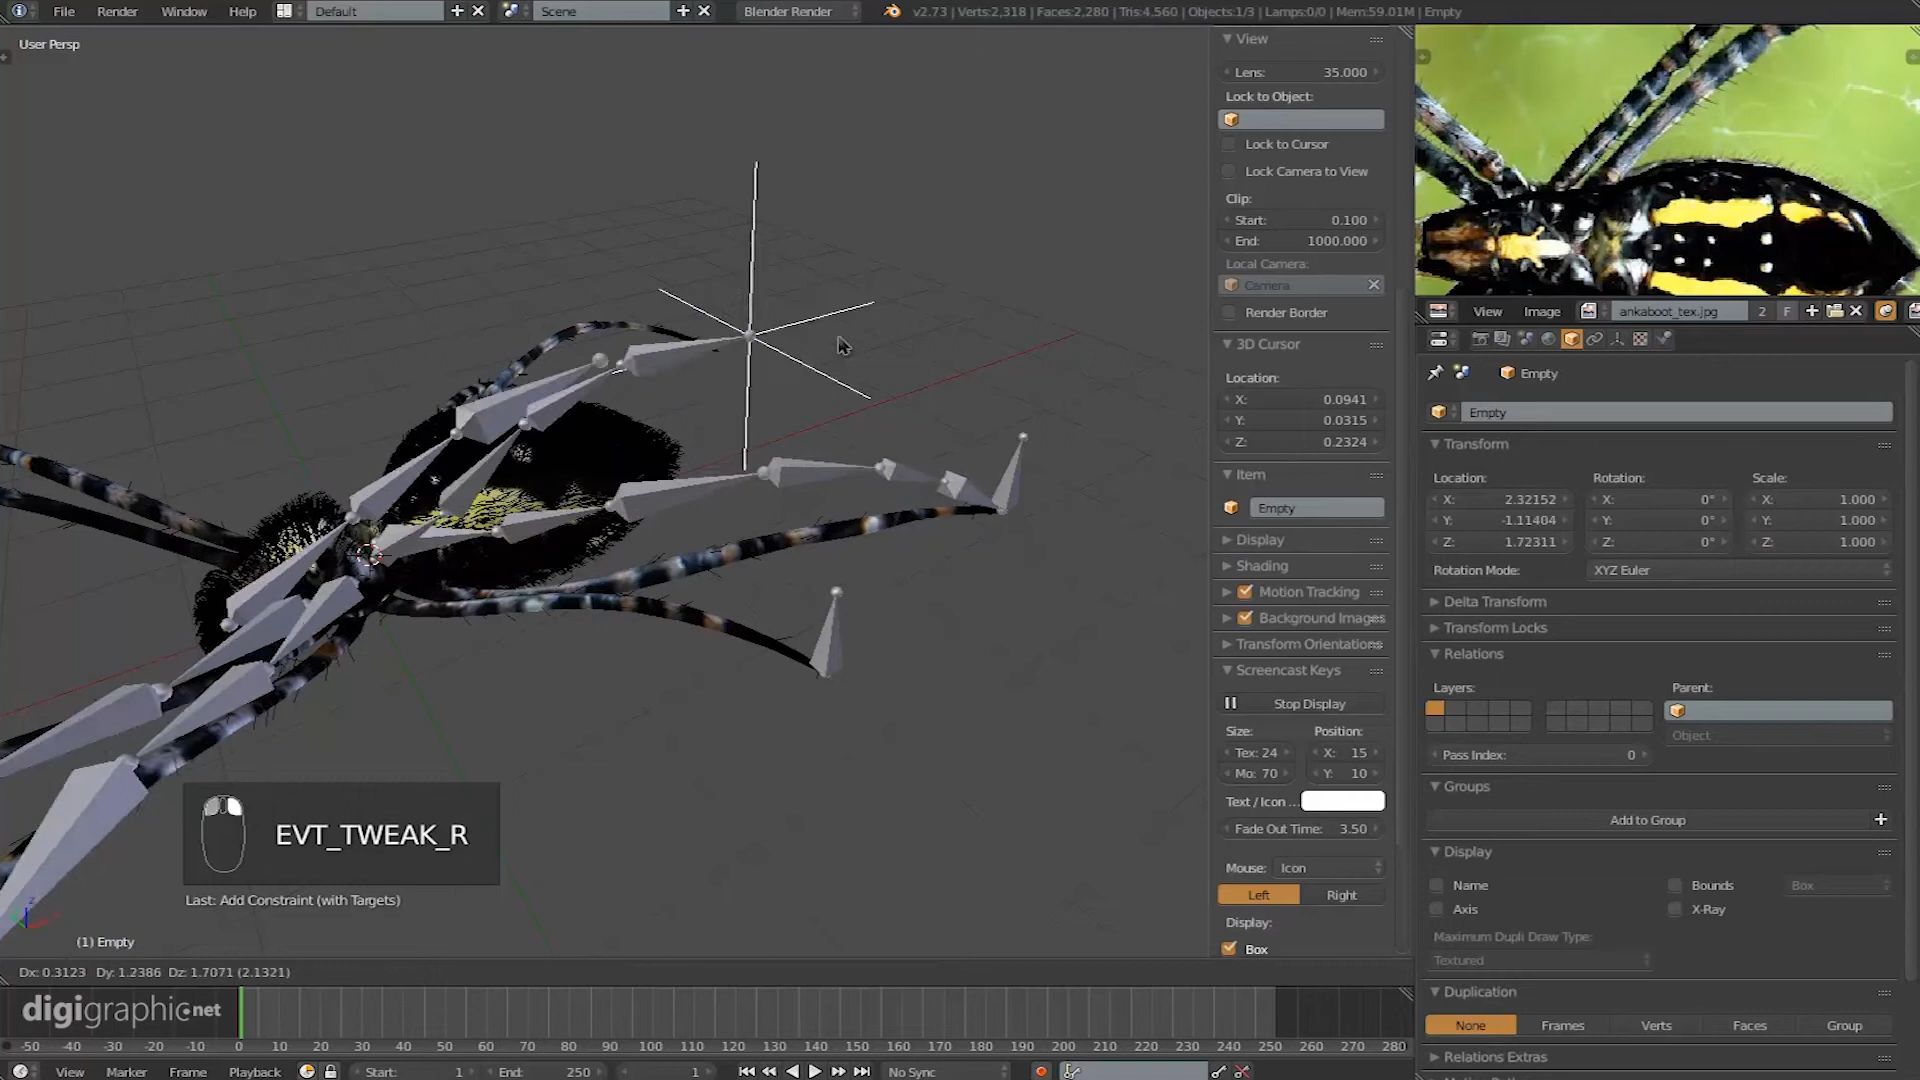 File Render Window Help Default Scene Blender Render v2.73 | Verts:2,318 | Faces:2,280 | Tris:4,560 | Objects:1/3 | Lamps:0/0 | Mem:59.01M | Empty
User Persp
View
Lens: 35.000
Lock to Object:
Lock to Cursor
Lock Camera to View
Clip:
Start: 0.100
End: 1000.000
Local Camera:
Camera
Render Border
3D Cursor
Location:
X: 0.0941
Y: 0.0315
Z: 0.2324
Item
Empty
Display
Shading
Motion Tracking
Background Images
Transform Orientations
Screencast Keys
Stop Display
Size: Position:
Tex: 24 X: 15
Mo: 70 Y: 10
Text / Icon ...
Fade Out Time: 3.50
Mouse: Icon
Left Right
Display:
Box
View Image ankaboot_tex.jpg 2 F
Empty
Empty
Transform
Location: Rotation: Scale:
X: 2.32152 X: 0° X: 1.000
Y: -1.11404 Y: 0° Y: 1.000
Z: 1.72311 Z: 0° Z: 1.000
Rotation Mode: XYZ Euler
Delta Transform
Transform Locks
Relations
Layers: Parent:
Object
Pass Index: 0
Groups
Add to Group
Display
Name Bounds Box
Axis X-Ray
Maximum Dupli Draw Type:
Textured
Duplication
None Frames Verts Faces Group
Relations Extras
EVT_TWEAK_R
Last: Add Constraint (with Targets)
z
(1) Empty
Dx: 0.3123 Dy: 1.2386 Dz: 1.7071 (2.1321)
digigraphic.net
-50 -40 -30 -20 -10 0 10 20 30 40 50 60 70 80 90 100 110 120 130 140 150 160 170 180 190 200 210 220 230 240 250 260 270 280
View Marker Frame Playback Start: 1 End: 250 1 No Sync